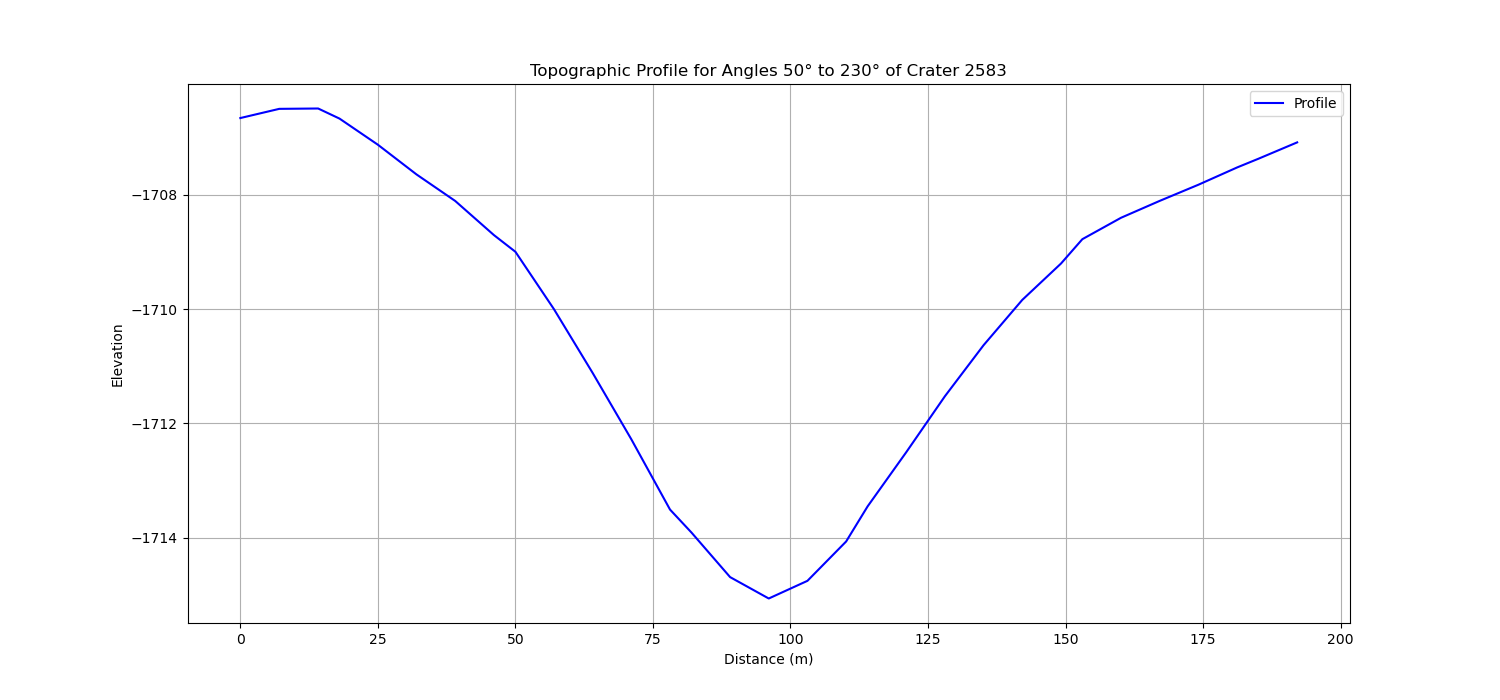 Topographic Profile for Angles 50° to 230° of Crater 2583
Profile
Elevation
−1708
−1710
−1712
−1714
0 25 50 75 100 125 150 175 200
Distance (m)